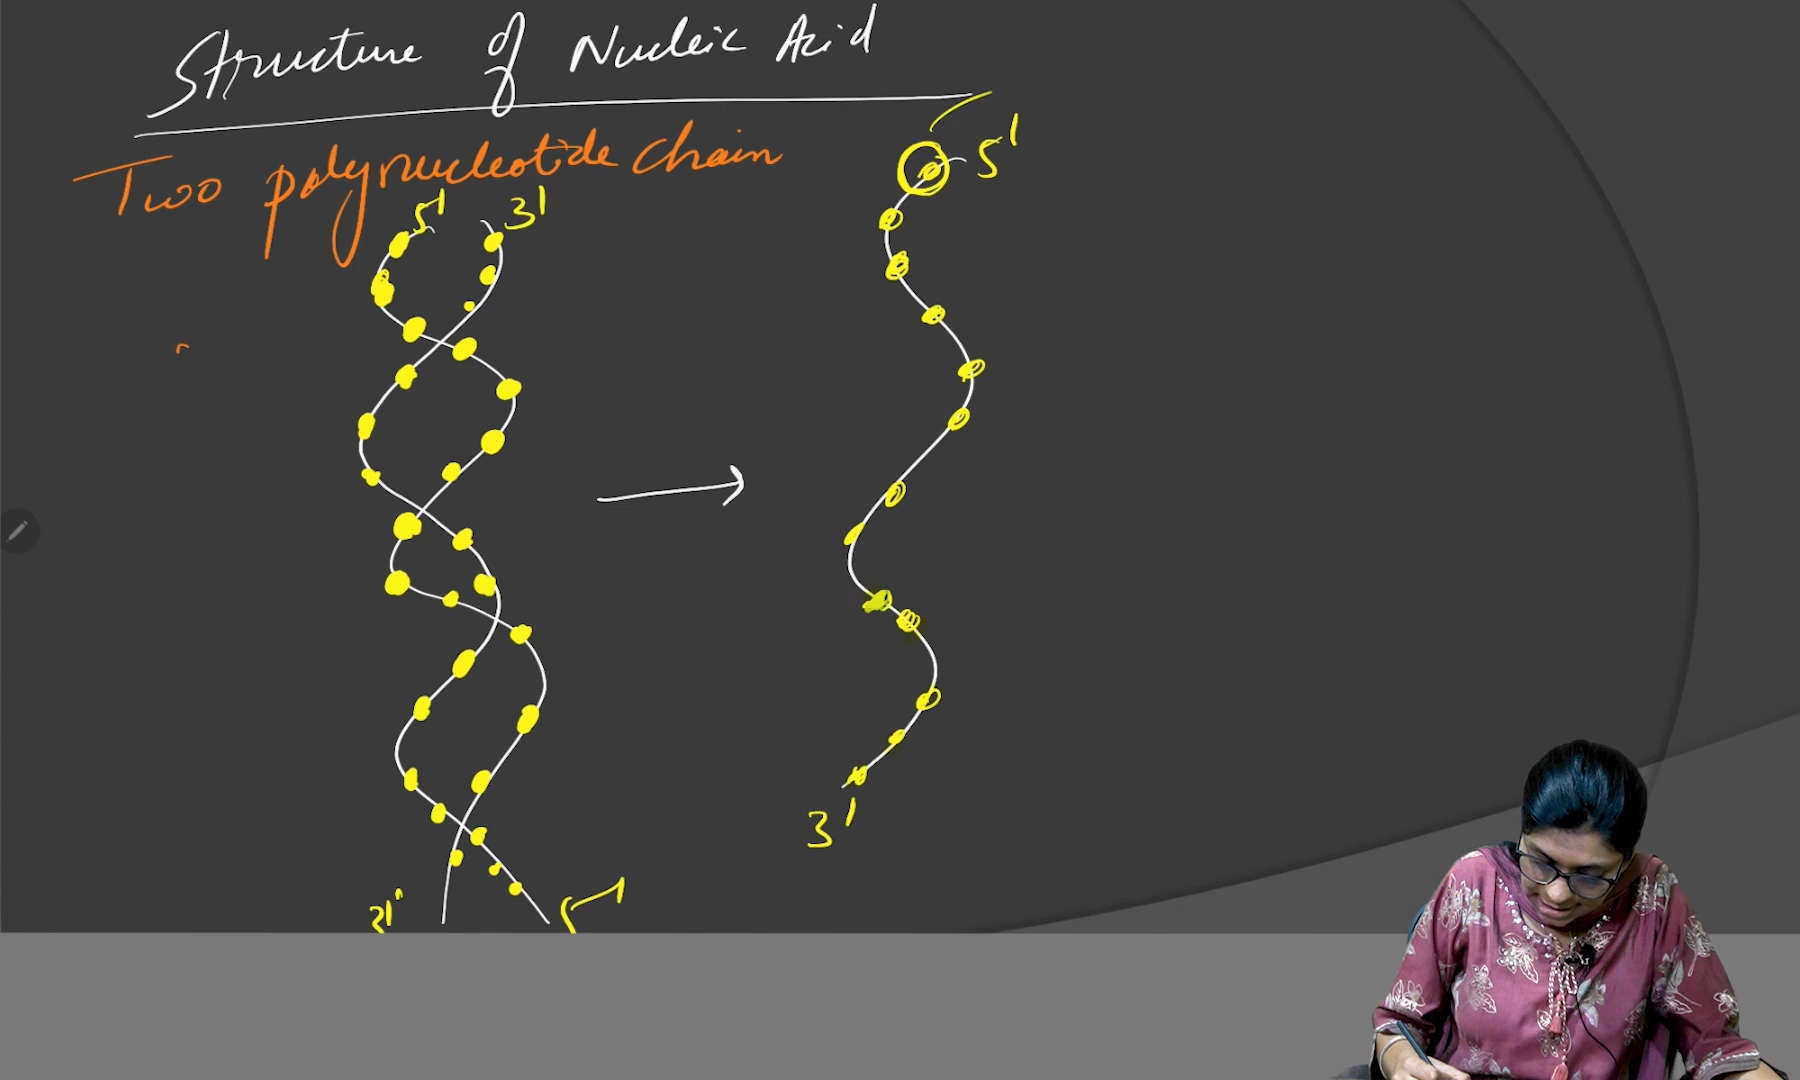 Structure of Nucleic Acid
Two polynucleotide chain
5' 3'
5'
3'
3' 5'